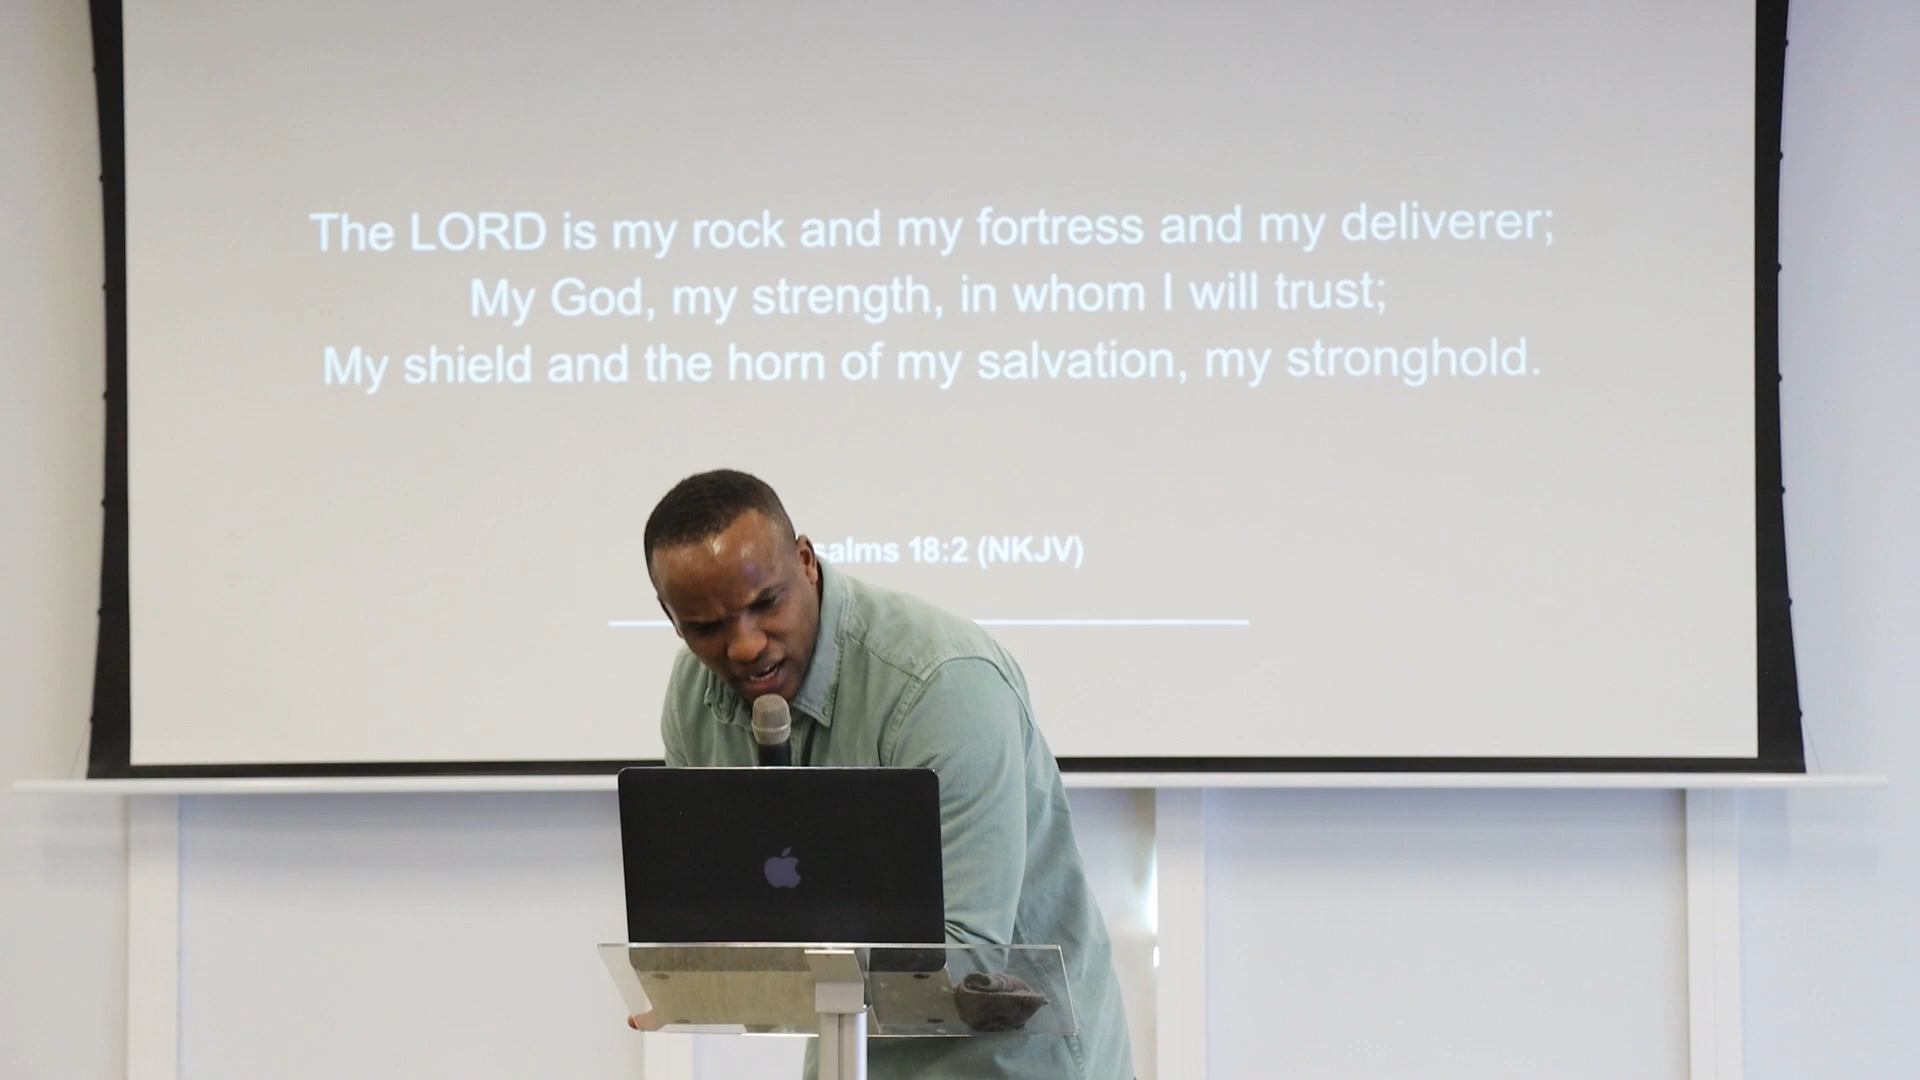 The LORD is my rock and my fortress and my deliverer;
My God, my strength, in whom I will trust;
My shield and the horn of my salvation, my stronghold.
salms 18:2 (NKJV)